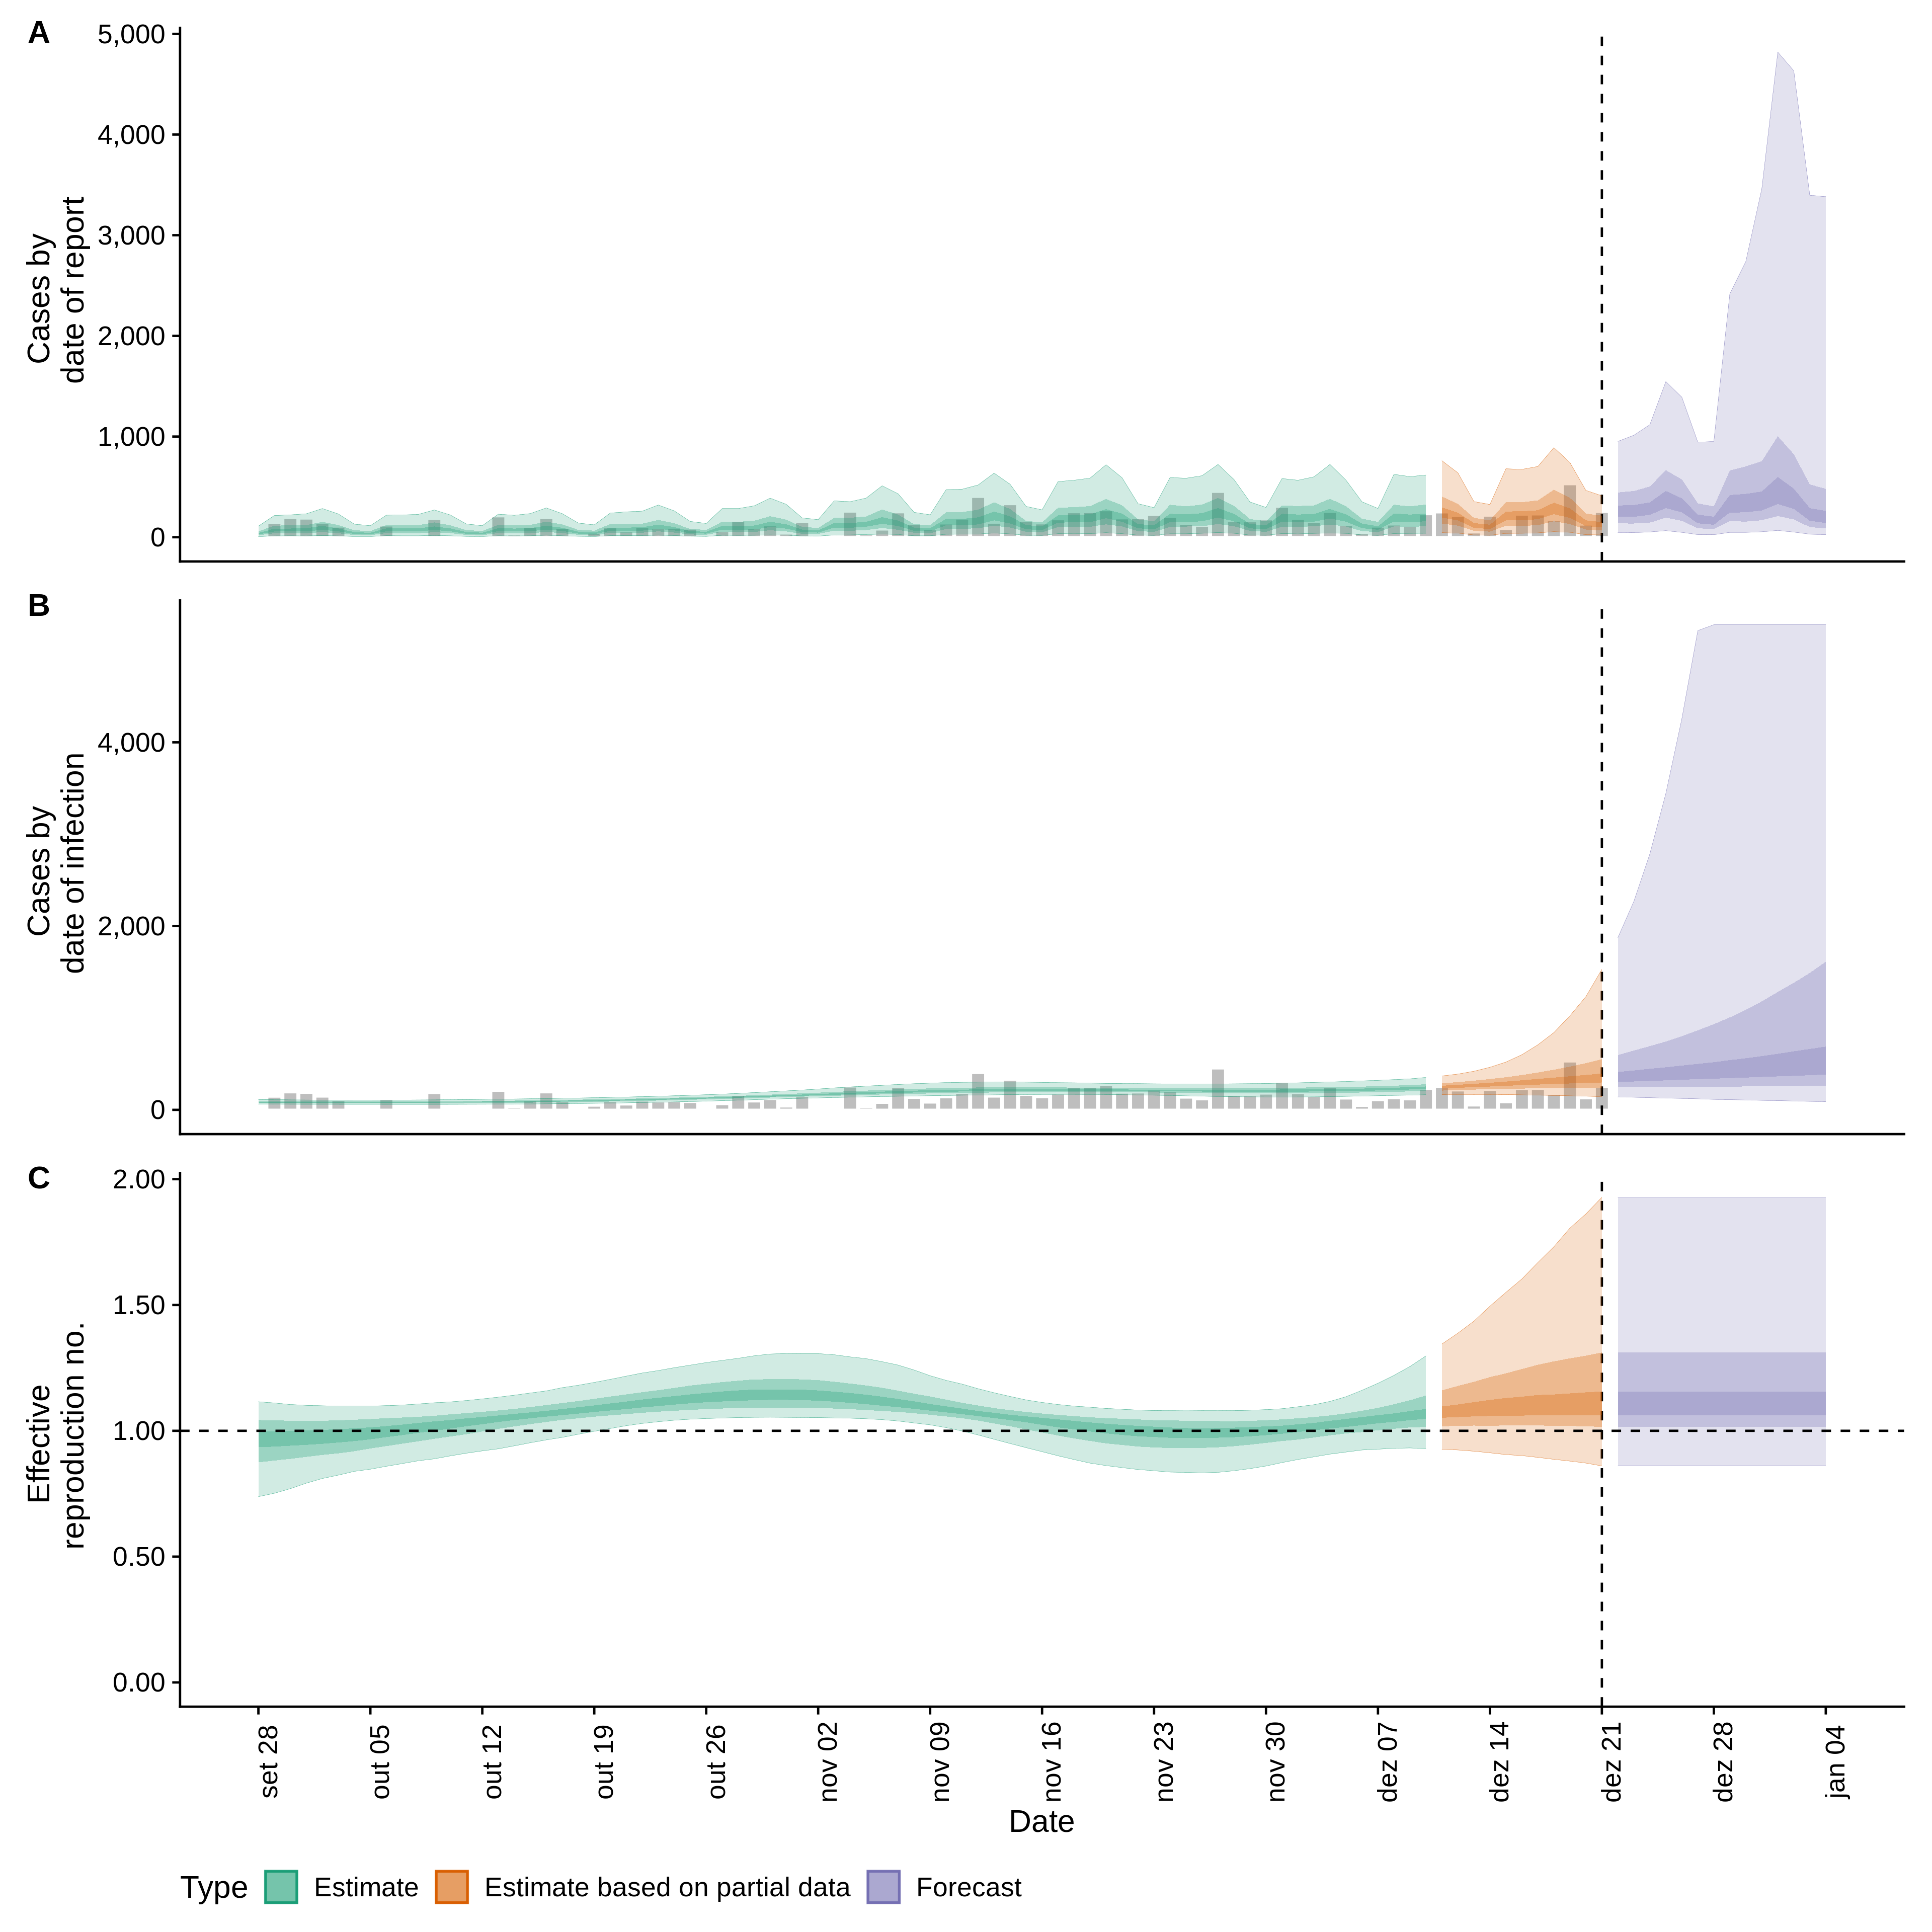 A
5,000
4,000
3,000
2,000
1,000
0
Cases by
date of report
B
4,000
2,000
0
Cases by
date of infection
C
2.00
1.50
1.00
0.50
0.00
Effective
reproduction no.
set 28
out 05
out 12
out 19
out 26
nov 02
nov 09
nov 16
nov 23
nov 30
dez 07
dez 14
dez 21
dez 28
jan 04
Date
Type
Estimate
Estimate based on partial data
Forecast